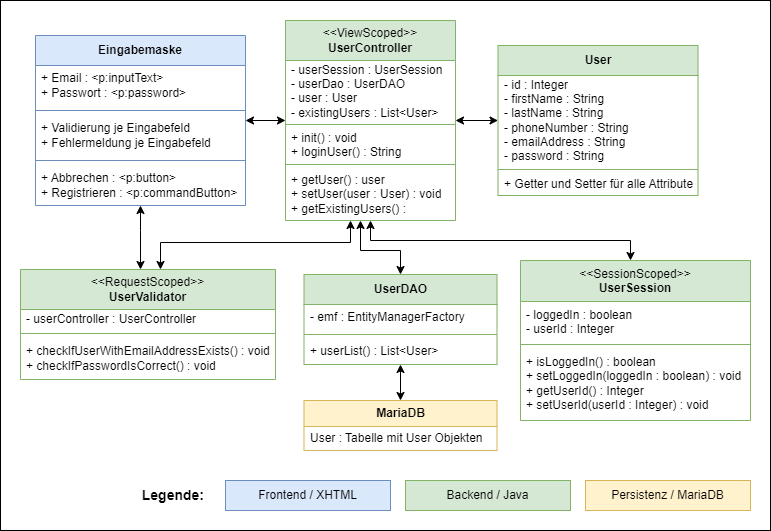 Eingabemaske
+ Email : <p:inputText>
+ Passwort : <p:password>
+ Validierung je Eingabefeld
+ Fehlermeldung je Eingabefeld
+ Abbrechen : <p:button>
+ Registrieren : <p:commandButton>
<<ViewScoped>>
UserController
- userSession : UserSession
- userDao : UserDAO
- user : User
- existingUsers : List<User>
+ init() : void
+ loginUser() : String
+ getUser() : user
+ setUser(user : User) : void
+ getExistingUsers() :
User
- id : Integer
- firstName : String
- lastName : String
- phoneNumber : String
- emailAddress : String
- password : String
+ Getter und Setter für alle Attribute
<<RequestScoped>>
UserValidator
- userController : UserController
+ checkIfUserWithEmailAddressExists() : void
+ checkIfPasswordIsCorrect() : void
UserDAO
- emf : EntityManagerFactory
+ userList() : List<User>
<<SessionScoped>>
UserSession
- loggedIn : boolean
- userId : Integer
+ isLoggedIn() : boolean
+ setLoggedIn(loggedIn : boolean) : void
+ getUserId() : Integer
+ setUserId(userId : Integer) : void
MariaDB
User : Tabelle mit User Objekten
Legende:
Frontend / XHTML
Backend / Java
Persistenz / MariaDB